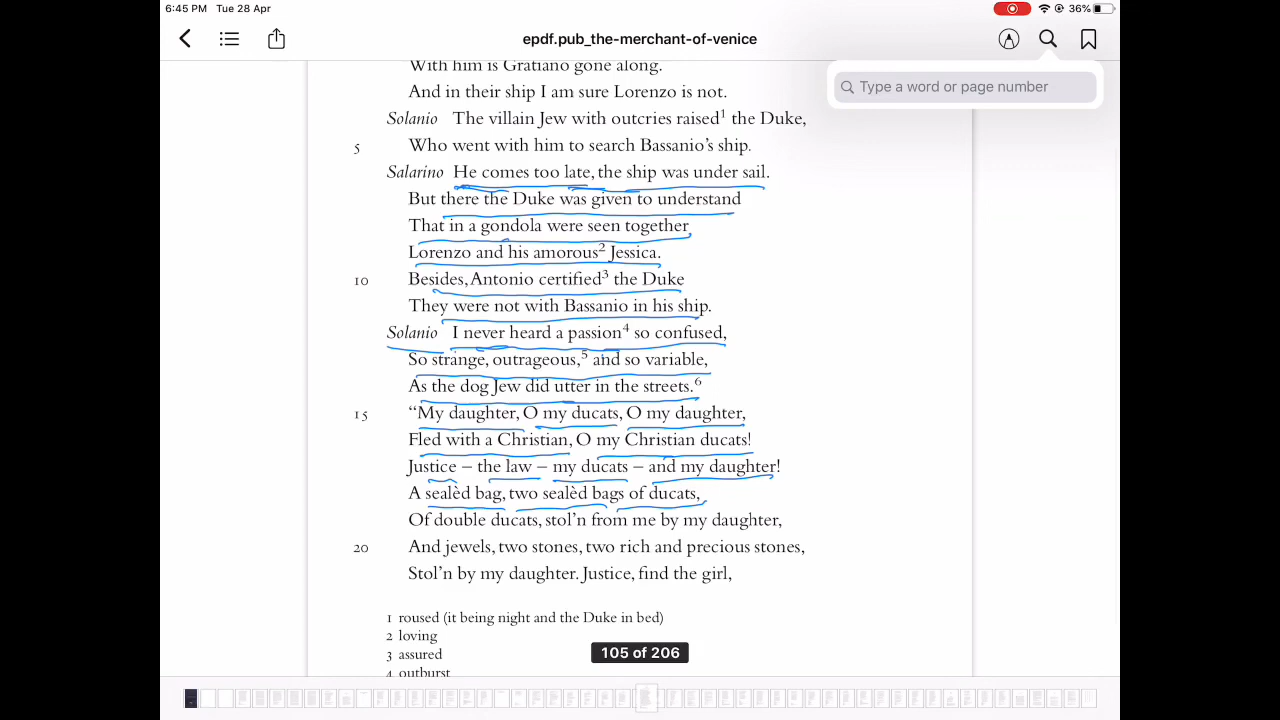 6:45 PM Tue 28 Apr
36%
epdf.pub_the-merchant-of-venice
Type a word or page number
With him is Gratiano gone along.
And in their ship I am sure Lorenzo is not.
Solanio The villain Jew with outcries raised1 the Duke,
5 Who went with him to search Bassanio's ship.
Salarino He comes too late, the ship was under sail.
But there the Duke was given to understand
That in a gondola were seen together
Lorenzo and his amorous2 Jessica.
10 Besides, Antonio certified3 the Duke
They were not with Bassanio in his ship.
Solanio I never heard a passion4 so confused,
So strange, outrageous,5 and so variable,
As the dog Jew did utter in the streets.6
15 “My daughter, O my ducats, O my daughter,
Fled with a Christian, O my Christian ducats!
Justice – the law – my ducats – and my daughter!
A sealèd bag, two sealèd bags of ducats,
Of double ducats, stol'n from me by my daughter,
20 And jewels, two stones, two rich and precious stones,
Stol'n by my daughter. Justice, find the girl,
1 roused (it being night and the Duke in bed)
2 loving
3 assured
4 outburst
105 of 206